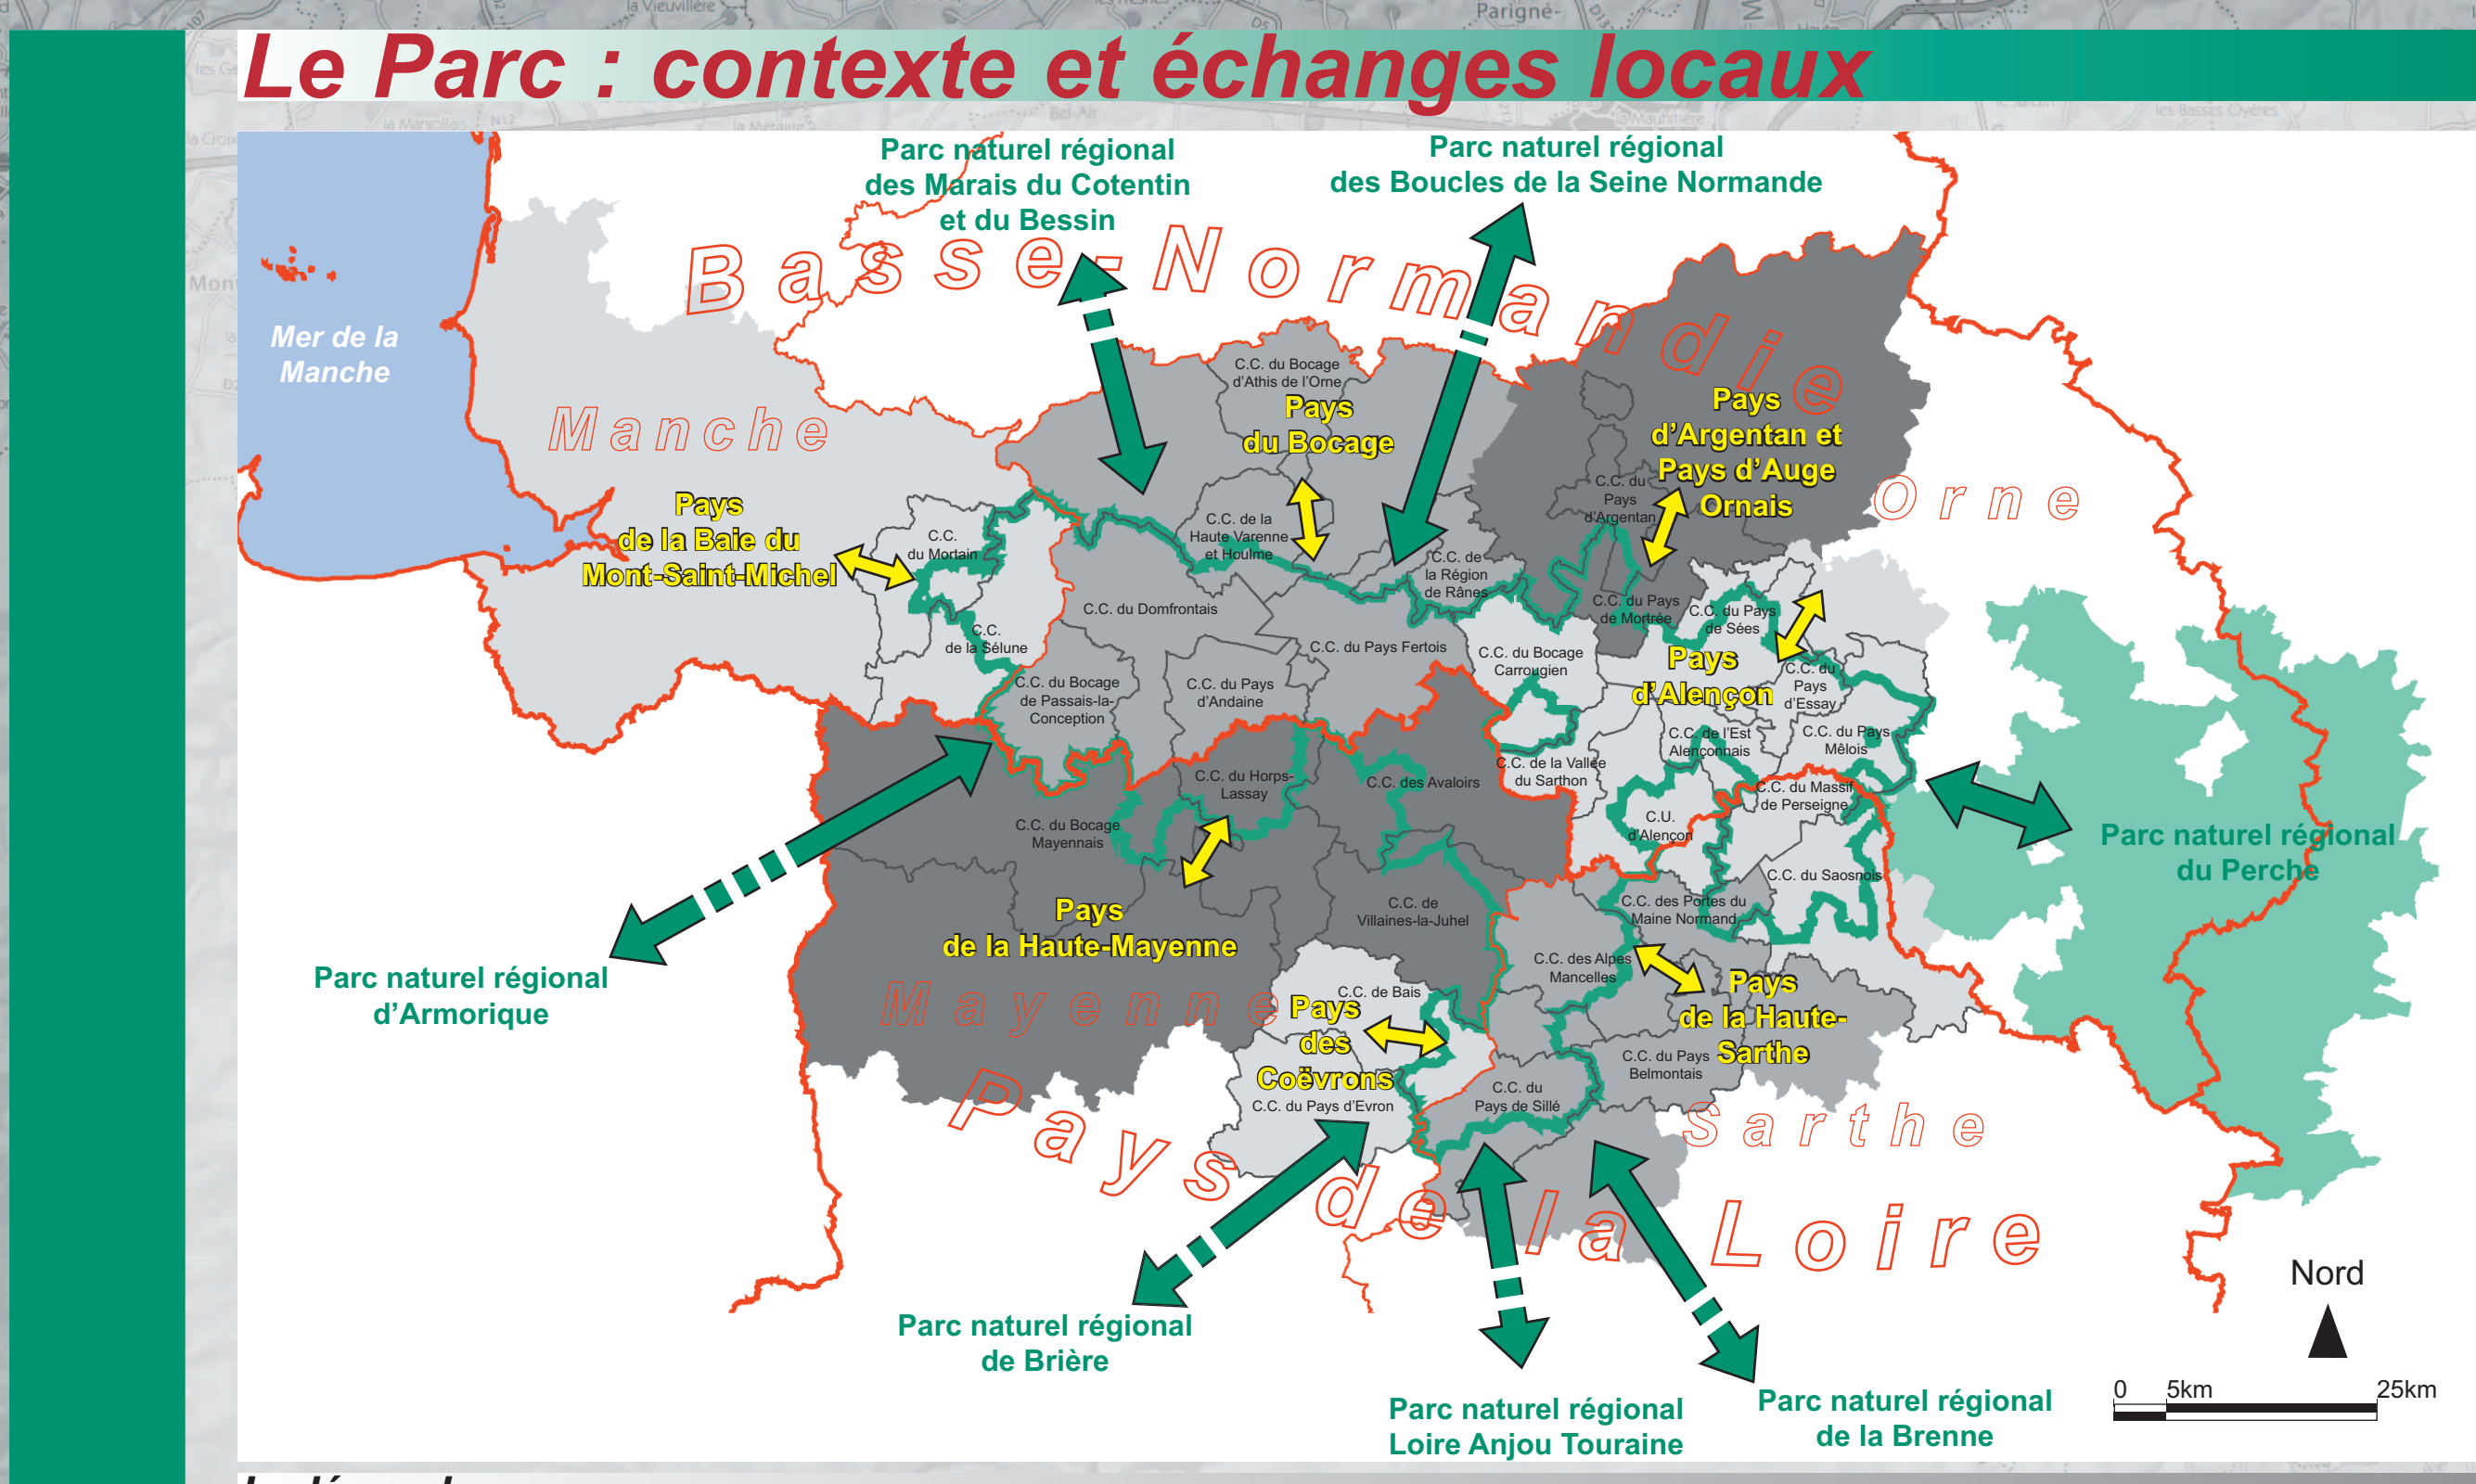 Le Parc : contexte et échanges locaux
Parc naturel régional
des Marais du Cotentin
et du Bessin
Parc naturel régional
des Boucles de la Seine Normande
Basse-Normandie
Mer de la
Manche
Manche
Orne
C.C. du Bocage
d'Athis de l'Orne
Pays
du Bocage
Pays
d'Argentan et
Pays d'Auge
Ornais
C.C. du
Pays
d'Argentan
Pays
de la Baie du
Mont-Saint-Michel
C.C.
du Mortain
C.C. de la
Haute Varenne
et Houlme
C.C. de
la Région
de Rânes
C.C. du Domfrontais
C.C. du Pays
de Mortrée
C.C. du Pays
de Sées
C.C.
de la Sélune
C.C. du Pays Fertois
C.C. du Bocage
Carrougien
Pays
d'Alençon
C.C. du
Pays
d'Essay
C.C. du Bocage
de Passais-la-
Conception
C.C. du Pays
d'Andaine
C.C. de l'Est
Alençonnais
C.C. du Pays
Mêlois
C.C. du Horps-
Lassay
C.C. des Avaloirs
C.C. de la Vallée
du Sarthon
C.C. du Massif
de Perseigne
C.C. du Bocage
Mayennais
C.U.
d'Alençon
Parc naturel régional
du Perche
C.C. du Saosnois
Pays
de la Haute-Mayenne
C.C. de
Villaines-la-Juhel
C.C. des Portes du
Maine Normand
Parc naturel régional
d'Armorique
C.C. des Alpes
Mancelles
Mayenne
C.C. de Bais
Pays
des
Coëvrons
Pays
de la Haute-
Sarthe
C.C. du Pays
Belmontais
C.C. du Pays d'Evron
C.C. du
Pays de Sillé
Sarthe
Pays de la Loire
Parc naturel régional
de Brière
Parc naturel régional
Loire Anjou Touraine
Parc naturel régional
de la Brenne
Nord
0 5km 25km